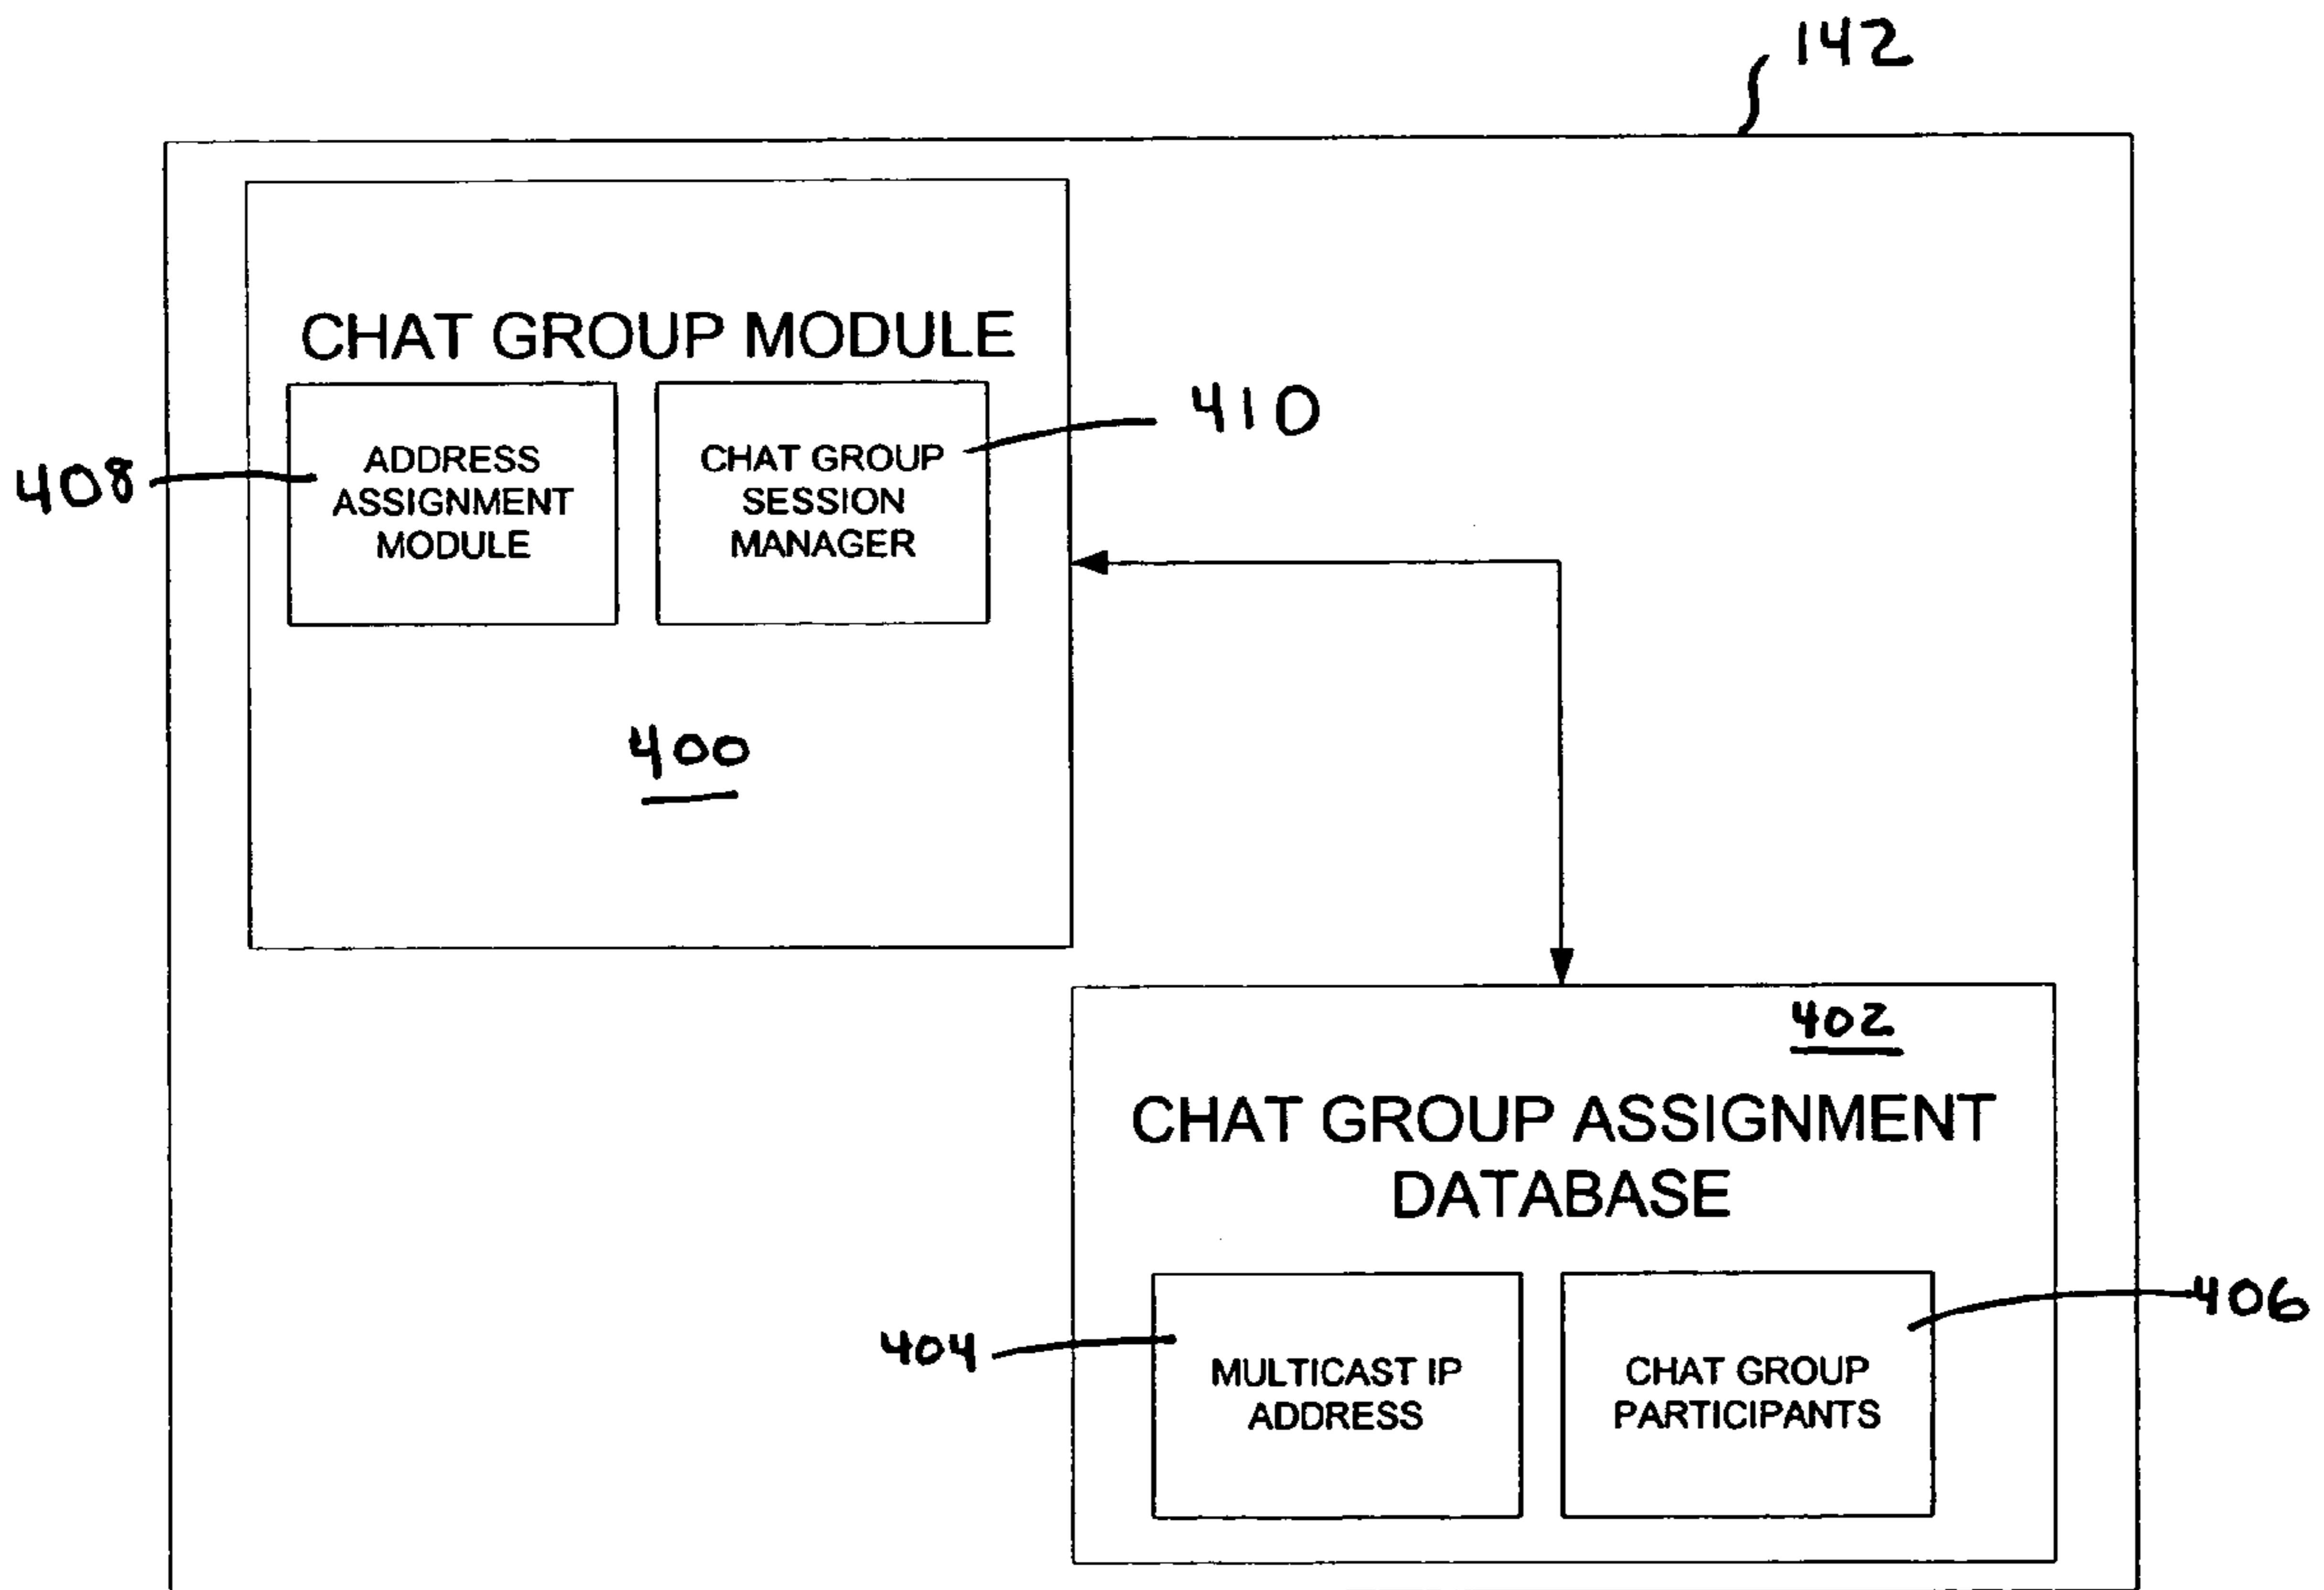 142
CHAT GROUP MODULE
410
408
ADDRESS
ASSIGNMENT
MODULE
CHAT GROUP
SESSION
MANAGER
400
402
CHAT GROUP ASSIGNMENT
DATABASE
404
406
MULTICAST IP
ADDRESS
CHAT GROUP
PARTICIPANTS